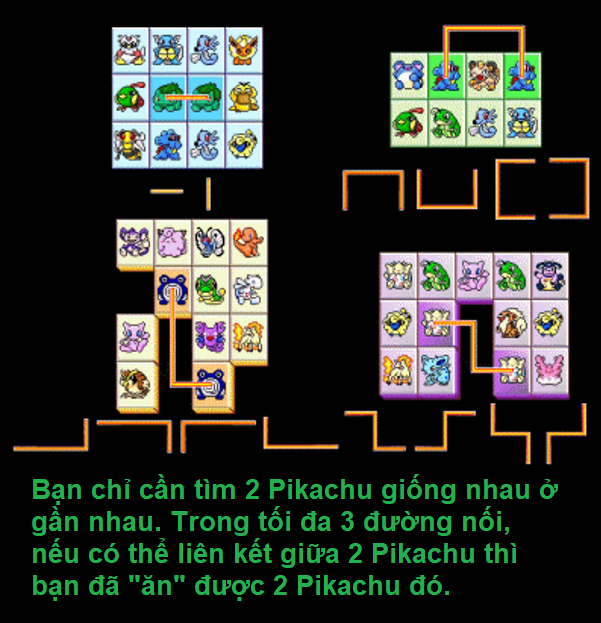 Bạn chỉ cần tìm 2 Pikachu giống nhau ở
gần nhau. Trong tối đa 3 đường nối,
nếu có thể liên kết giữa 2 Pikachu thì
bạn đã "ăn" được 2 Pikachu đó.